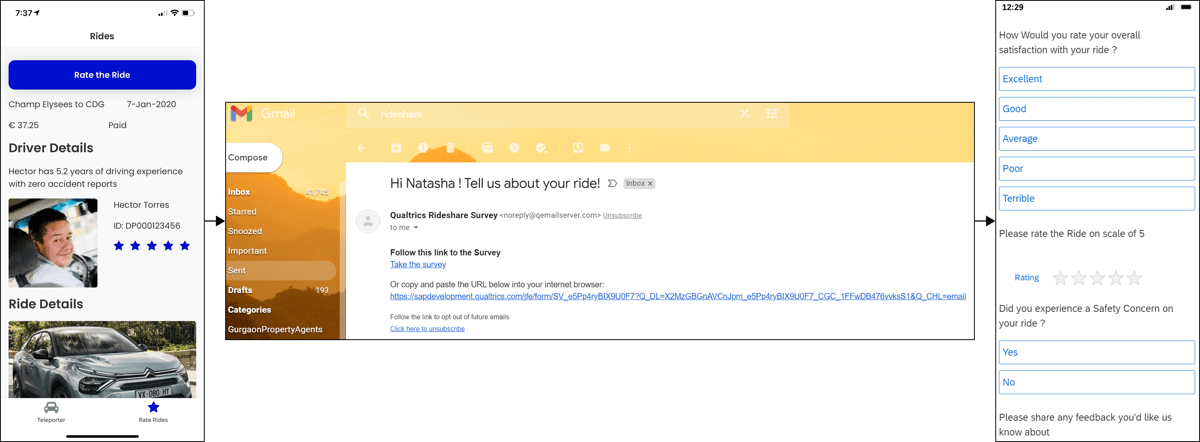 7:37
Rides
Rate the Ride
Champ Elysees to CDG 7-Jan-2020
€ 37.25 Paid
Driver Details
Hector has 5.2 years of driving experience
with zero accident reports
Hector Torres
ID: DP000123456
Ride Details
VX-080-HY
Teleporter
Rate Rides
Gmail
rideshare
Compose
Inbox 41,745
Starred
Snoozed
Important
Sent
Drafts 193
Categories
GurgaonPropertyAgents
Hi Natasha ! Tell us about your ride! Inbox x
Qualtrics Rideshare Survey <noreply@qemailserver.com> Unsubscribe
to me
Follow this link to the Survey
Take the survey
Or copy and paste the URL below into your internet browser:
https://sapdevelopment.qualtrics.com/jfe/form/SV_e5Pp4ryBIX9U0F7?Q_DL=X2MzGBGnAVCnJpm_e5Pp4ryBIX9U0F7_CGC_1FFwDB476vvksS1&Q_CHL=email
Follow the link to opt out of future emails:
Click here to unsubscribe
12:29
How Would you rate your overall
satisfaction with your ride ?
Excellent
Good
Average
Poor
Terrible
Please rate the Ride on scale of 5
Rating
Did you experience a Safety Concern on
your ride ?
Yes
No
Please share any feedback you'd like us
know about